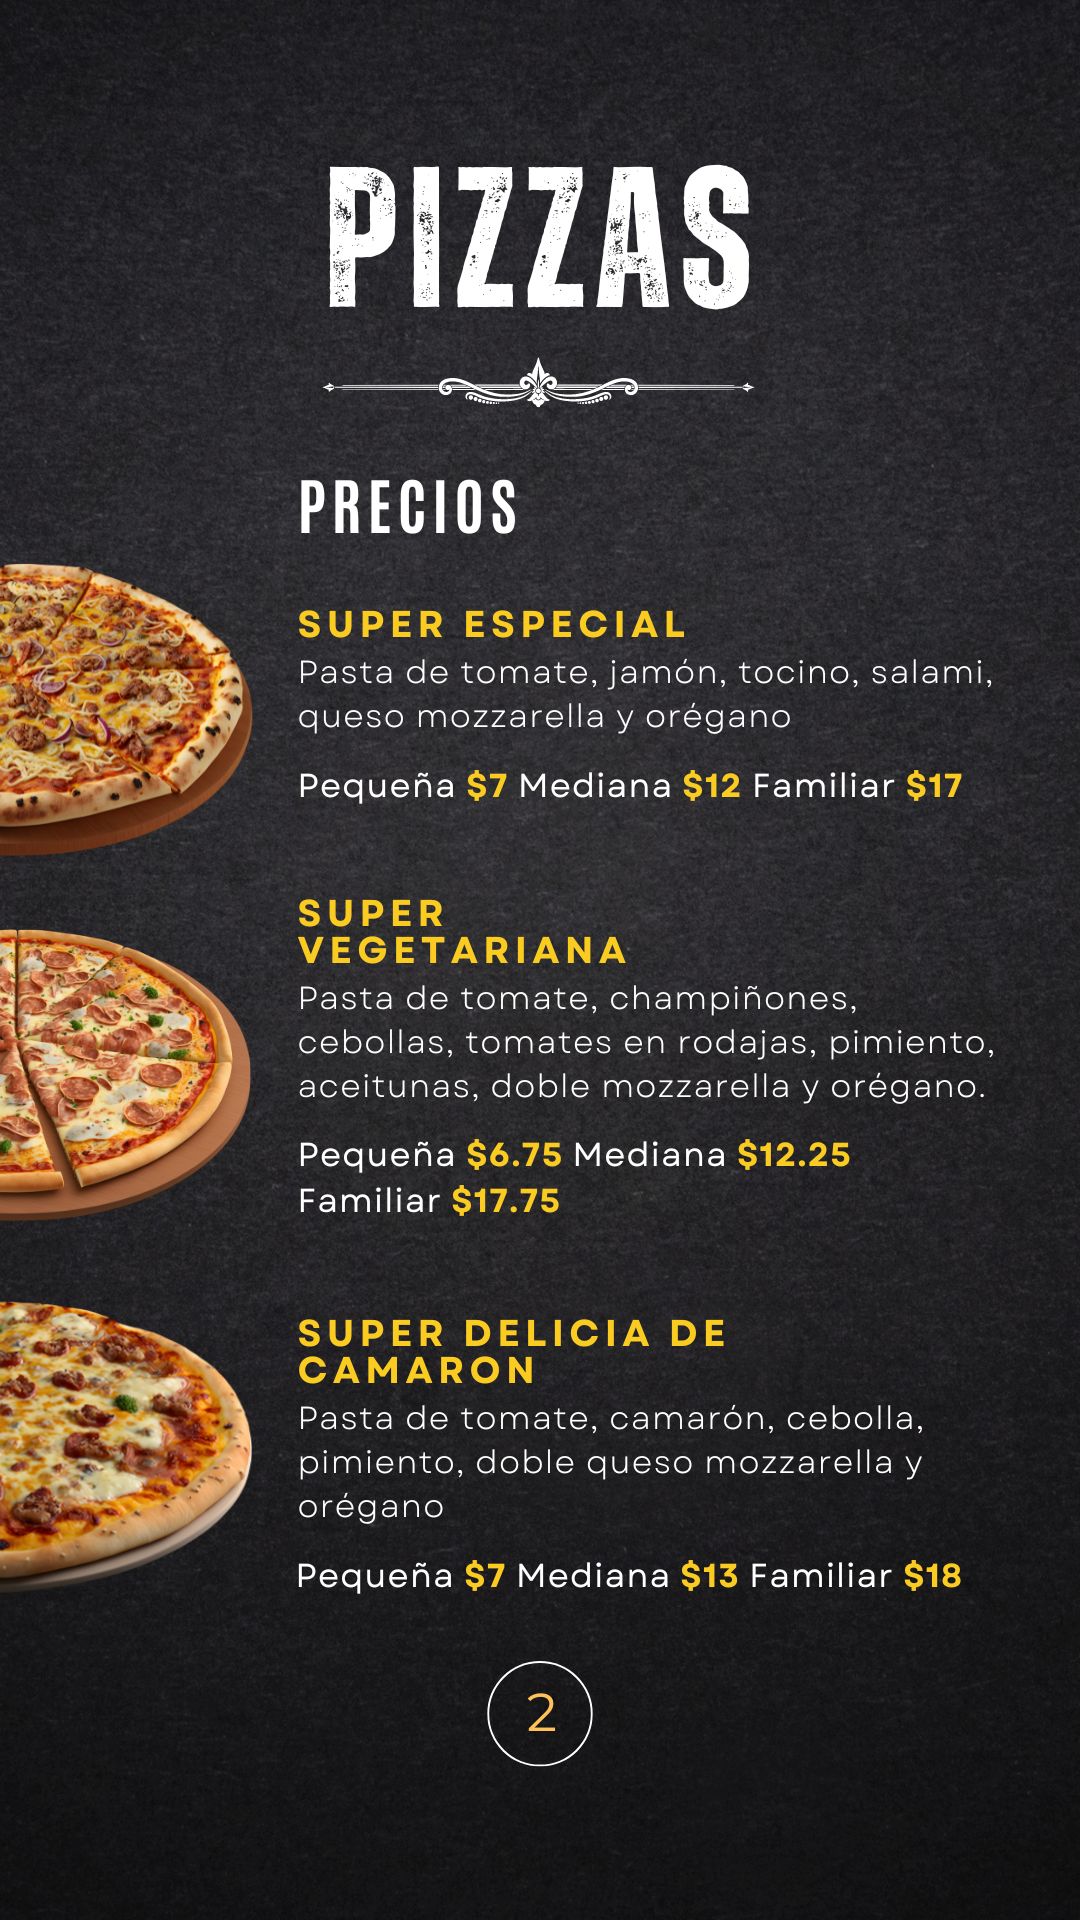 PIZZAS
PRECIOS
SUPER ESPECIAL
Pasta de tomate, jamón, tocino, salami,
queso mozzarella y orégano
Pequeña $7 Mediana $12 Familiar $17
SUPER
VEGETARIANA
Pasta de tomate, champiñones,
cebollas, tomates en rodajas, pimiento,
aceitunas, doble mozzarella y orégano.
Pequeña $6.75 Mediana $12.25
Familiar $17.75
SUPER DELICIA DE
CAMARON
Pasta de tomate, camarón, cebolla,
pimiento, doble queso mozzarella y
orégano
Pequeña $7 Mediana $13 Familiar $18
2